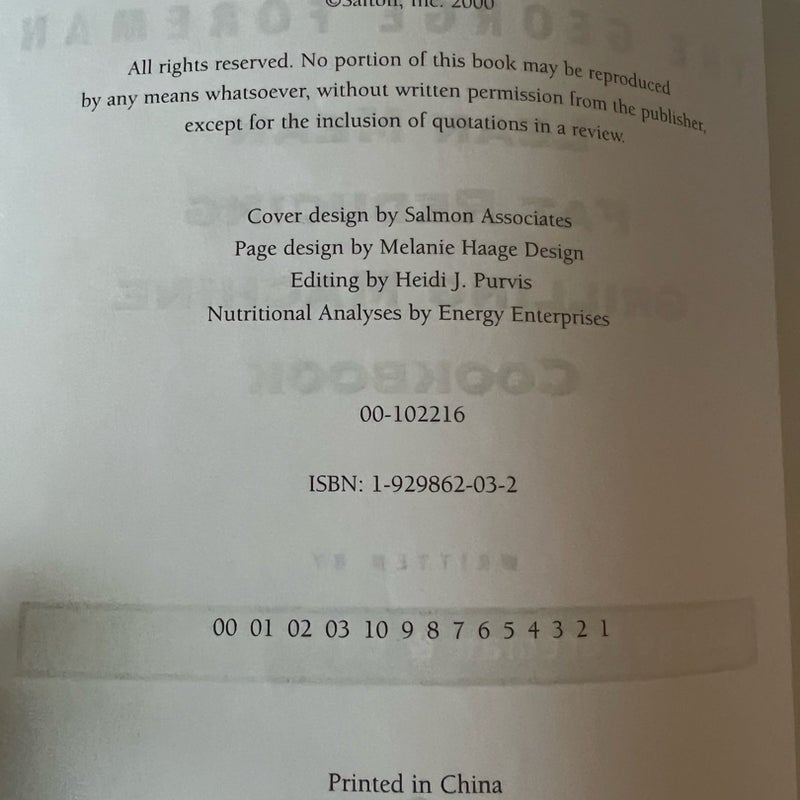 ©Salton, Inc. 2000
All rights reserved. No portion of this book may be reproduced
by any means whatsoever, without written permission from the publisher,
except for the inclusion of quotations in a review.
Cover design by Salmon Associates
Page design by Melanie Haage Design
Editing by Heidi J. Purvis
Nutritional Analyses by Energy Enterprises
00-102216
ISBN: 1-929862-03-2
00 01 02 03 10 9 8 7 6 5 4 3 2 1
Printed in China